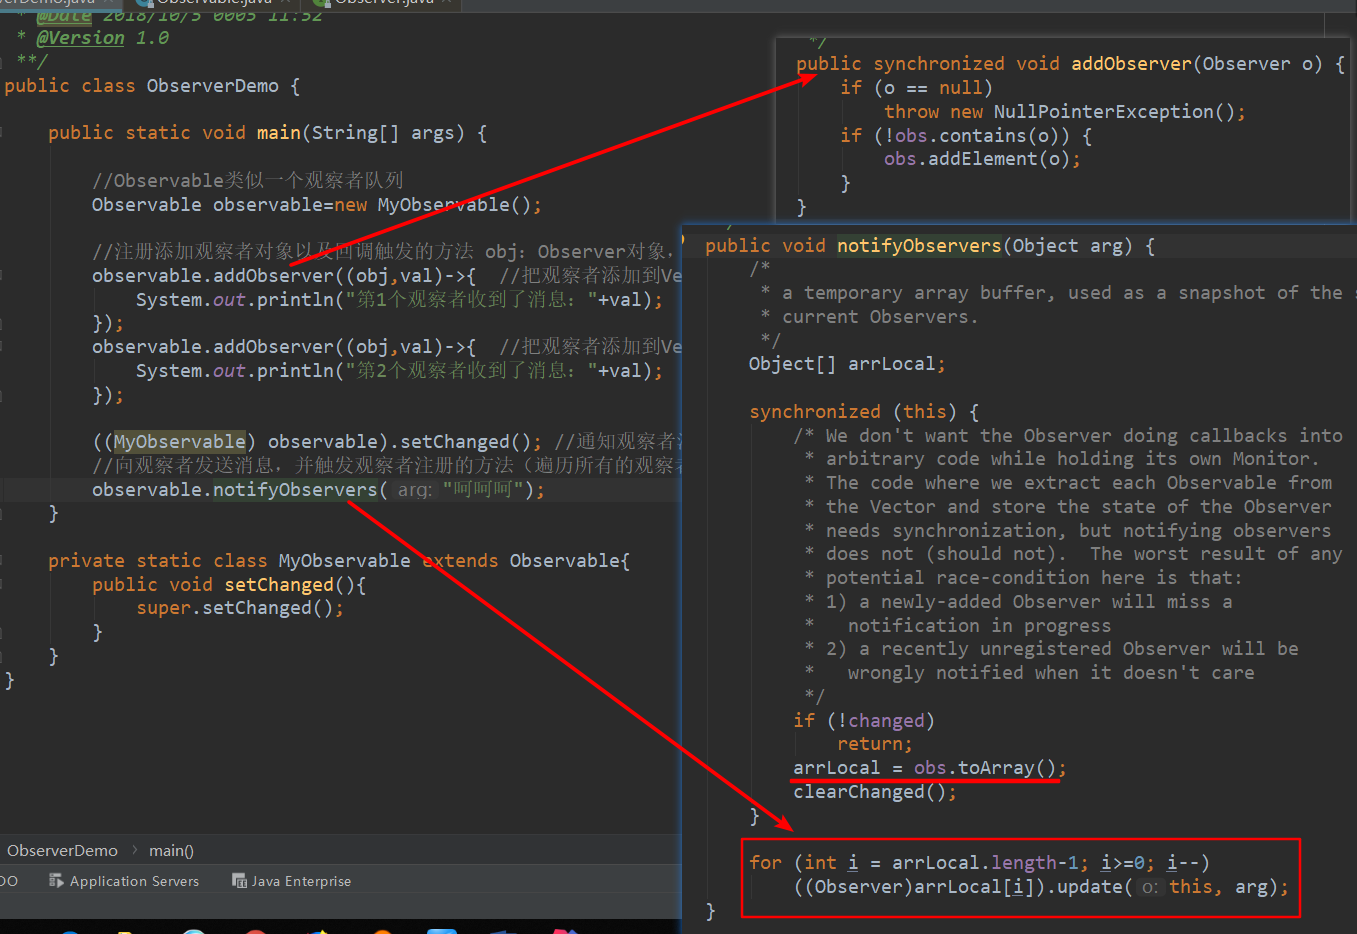 Demo.java
Observable.java
Observer.java
* @Date 2018/10/5 0005 11:52
* @Version 1.0
**/
public class ObserverDemo {
public static void main(String[] args) {
//Observable类似一个观察者队列
Observable observable=new MyObservable();
//注册添加观察者对象以及回调触发的方法 obj：Observer对象，
observable.addObserver((obj,val)->{ //把观察者添加到Ve
System.out.println("第1个观察者收到了消息："+val);
});
observable.addObserver((obj,val)->{ //把观察者添加到Ve
System.out.println("第2个观察者收到了消息："+val);
});
((MyObservable) observable).setChanged(); //通知观察者
//向观察者发送消息，并触发观察者注册的方法（遍历所有的观察者
observable.notifyObservers( arg: "呵呵呵");
}
private static class MyObservable extends Observable{
public void setChanged(){
super.setChanged();
}
}
}
ObserverDemo
main()
Application Servers
Java Enterprise
*/
public synchronized void addObserver(Observer o) {
if (o == null)
throw new NullPointerException();
if (!obs.contains(o)) {
obs.addElement(o);
}
}
public void notifyObservers(Object arg) {
/*
* a temporary array buffer, used as a snapshot of the
* current Observers.
*/
Object[] arrLocal;
synchronized (this) {
/* We don't want the Observer doing callbacks into
* arbitrary code while holding its own Monitor.
* The code where we extract each Observable from
* the Vector and store the state of the Observer
* needs synchronization, but notifying observers
* does not (should not).  The worst result of any
* potential race-condition here is that:
* 1) a newly-added Observer will miss a
*   notification in progress
* 2) a recently unregistered Observer will be
*   wrongly notified when it doesn't care
*/
if (!changed)
return;
arrLocal = obs.toArray();
clearChanged();
}
for (int i = arrLocal.length-1; i>=0; i--)
((Observer)arrLocal[i]).update( o: this, arg);
}